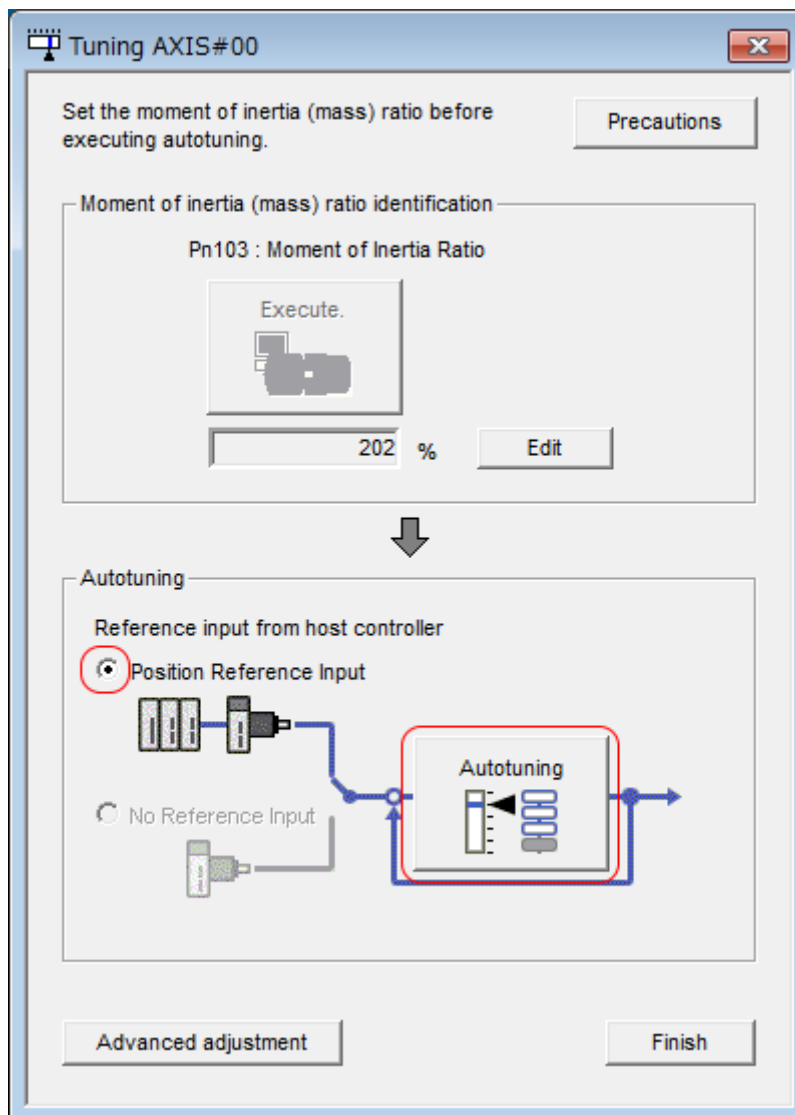 Tuning AXIS#00
Set the moment of inertia (mass) ratio before
executing autotuning.
Precautions
Moment of inertia (mass) ratio identification
Pn103 : Moment of Inertia Ratio
Execute.
202 %
Edit
Autotuning
Reference input from host controller
Position Reference Input
Autotuning
No Reference Input
Advanced adjustment
Finish